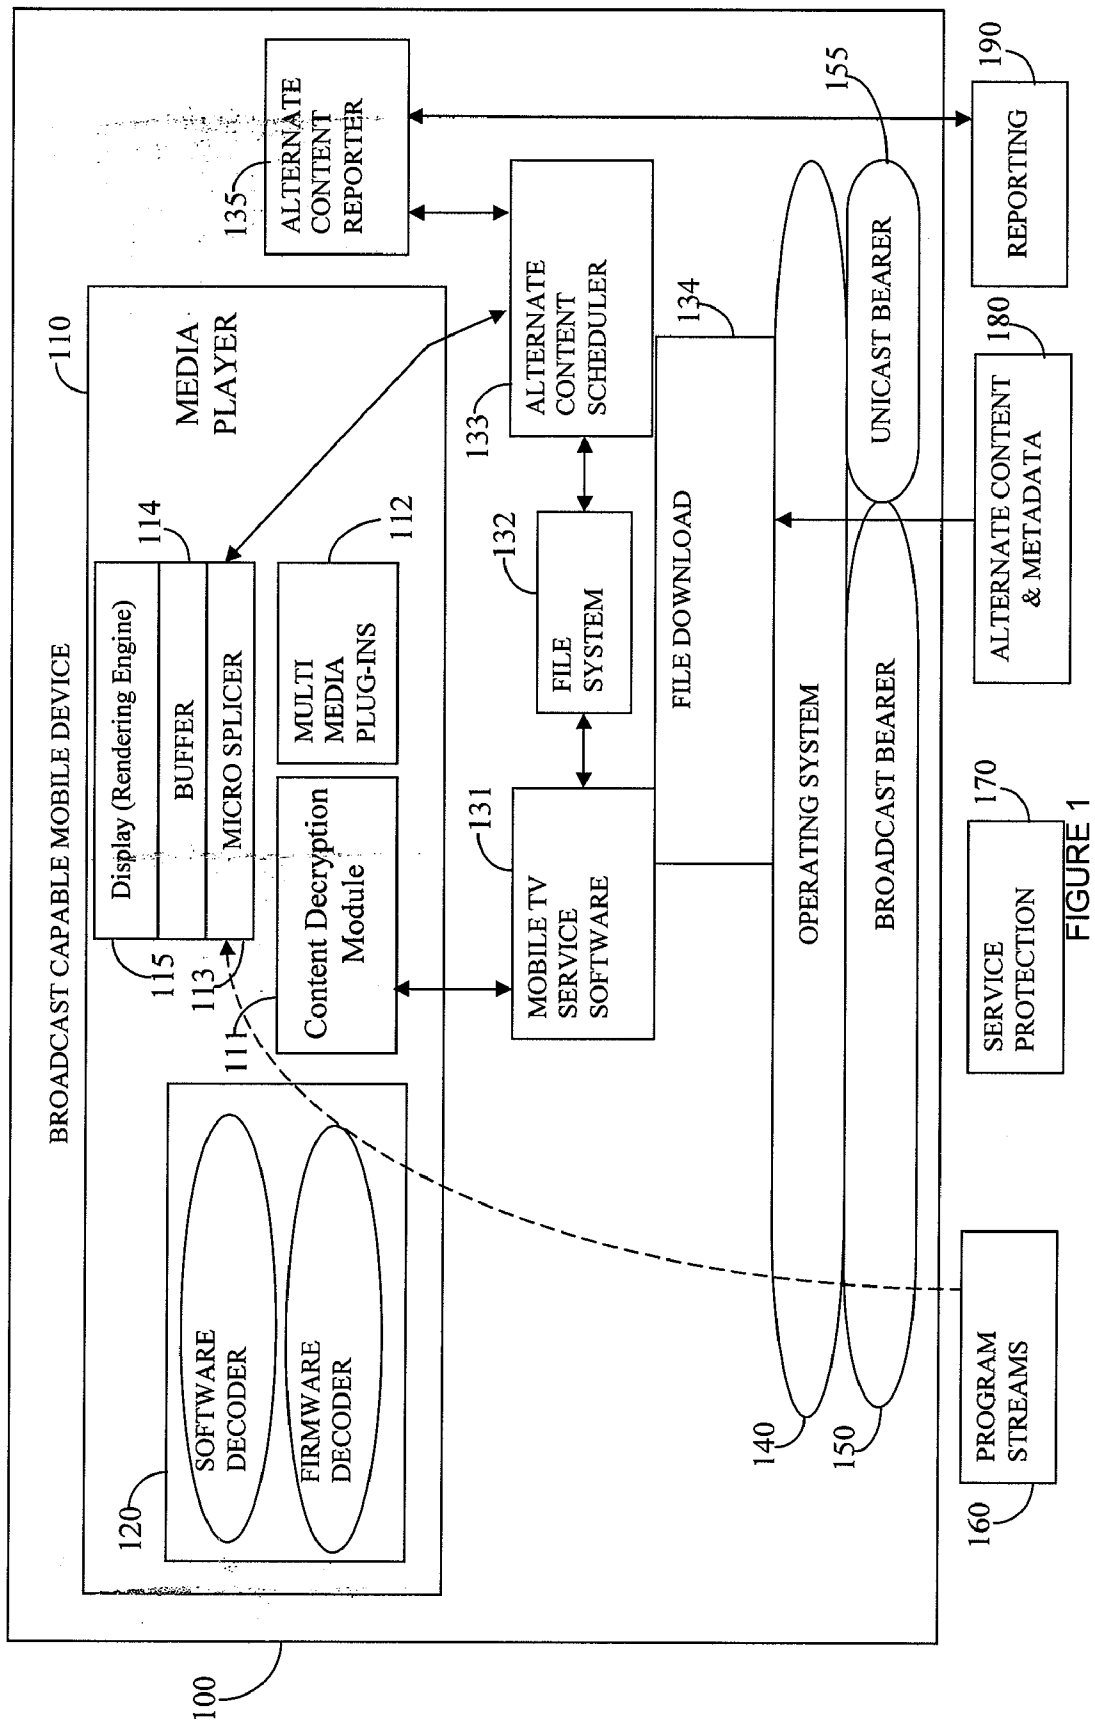 100
BROADCAST CAPABLE MOBILE DEVICE
110
MEDIA
PLAYER
120
SOFTWARE
DECODER
FIRMWARE
DECODER
115
Display (Rendering Engine)
BUFFER
114
113
MICRO SPLICER
111
Content Decryption
Module
MULTI
MEDIA
PLUG-INS
112
135
ALTERNATE
CONTENT
REPORTER
131
MOBILE TV
SERVICE
SOFTWARE
132
FILE
SYSTEM
133
ALTERNATE
CONTENT
SCHEDULER
FILE DOWNLOAD
134
140
OPERATING SYSTEM
150
BROADCAST BEARER
UNICAST BEARER
155
160
PROGRAM
STREAMS
SERVICE
PROTECTION
170
ALTERNATE CONTENT
& METADATA
180
REPORTING
190
FIGURE 1